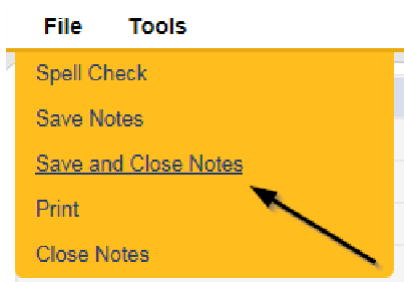 File Tools
Spell Check
Save Notes
Save and Close Notes
Print
Close Notes